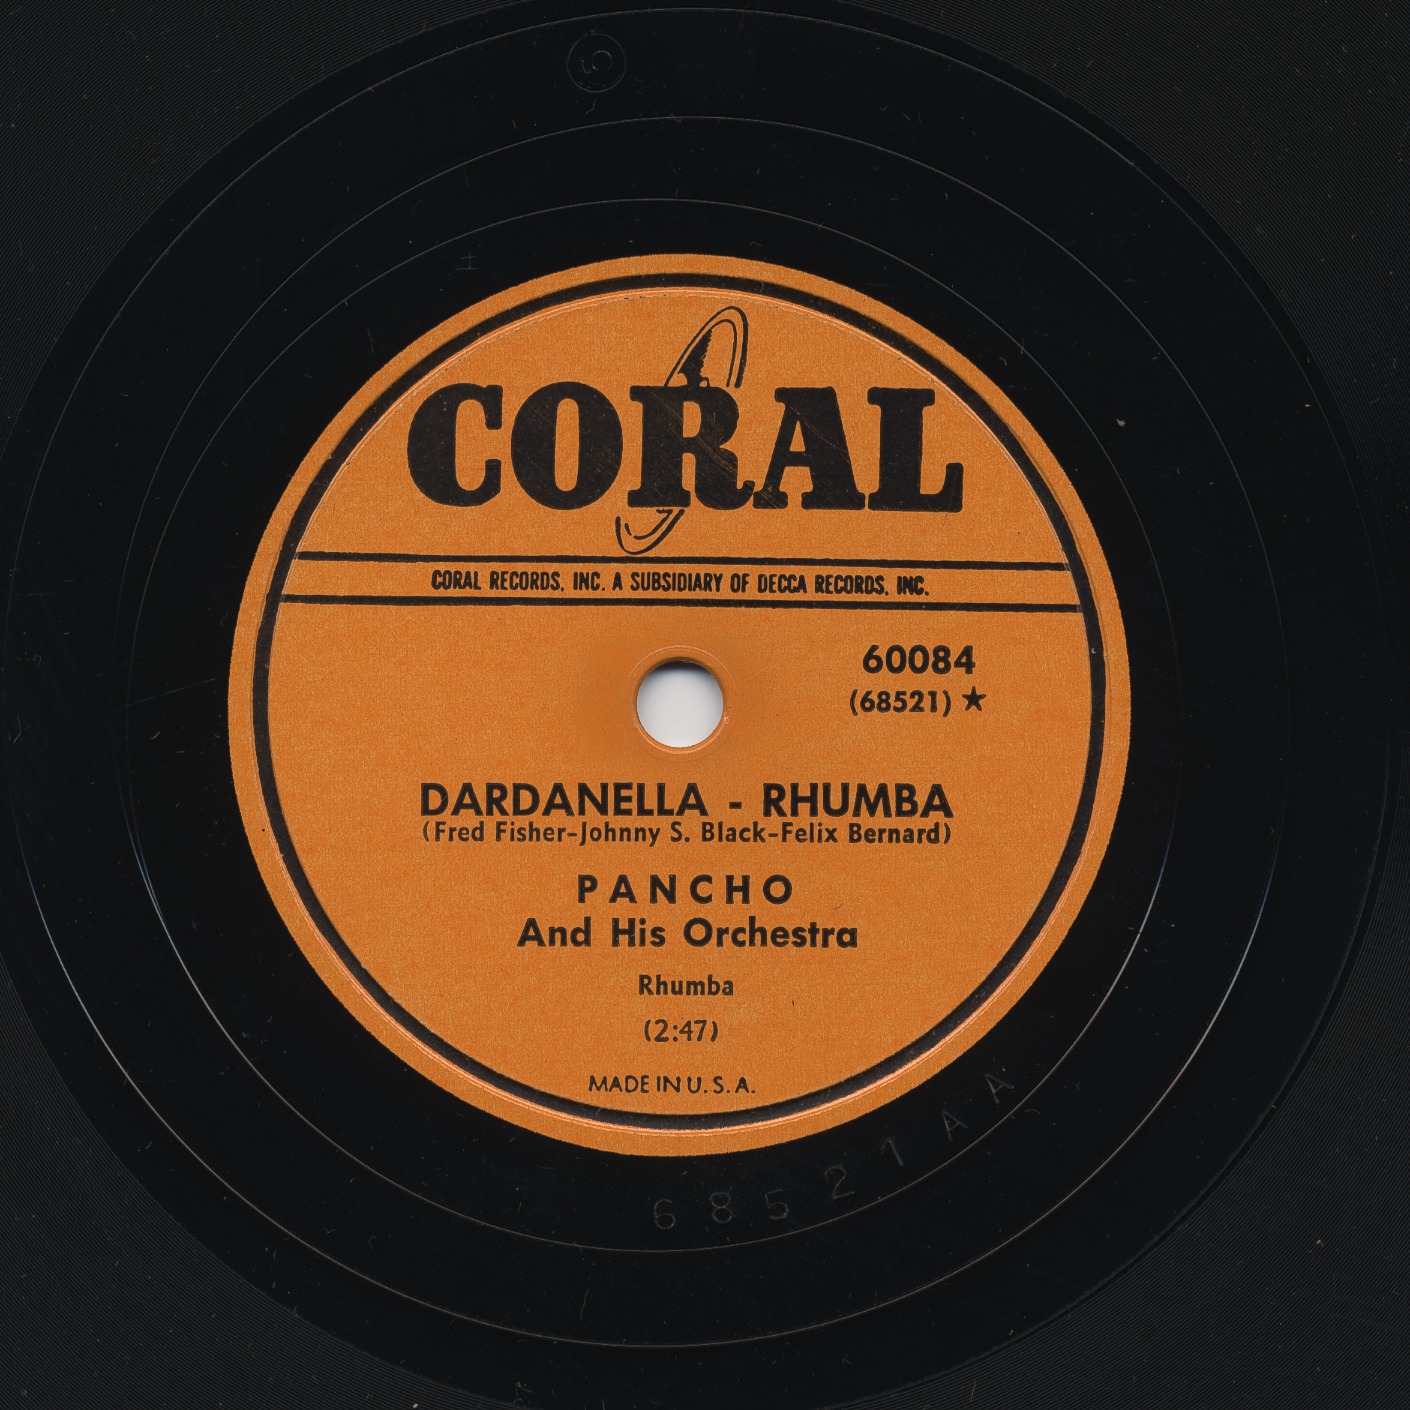 CORAL
CORAL RECORDS, INC. A SUBSIDIARY OF DECCA RECORDS, INC.
60084
(68521) ★
DARDANELLA - RHUMBA
(Fred Fisher-Johnny S. Black-Felix Bernard)
PANCHO
And His Orchestra
Rhumba
(2:47)
MADE IN U.S.A.
68521AA
5